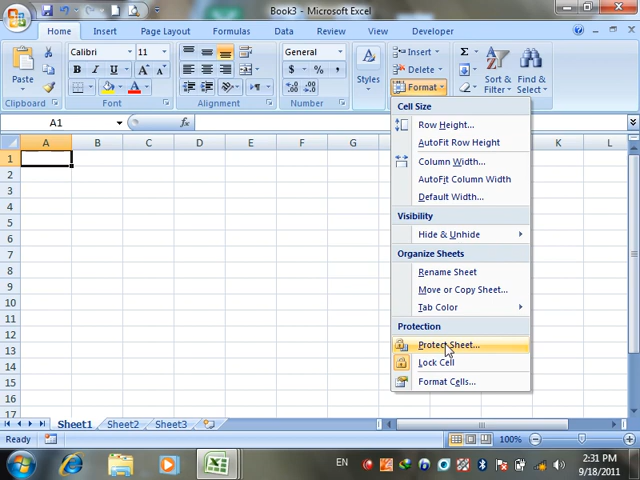 Book3 - Microsoft Excel
Home Insert Page Layout Formulas Data Review View Developer
Calibri 11 General Insert Σ
Delete
Paste B I U A A $ % , Styles Format Sort & Filter Find & Select
Clipboard Font Alignment Number
A1 fx
A B C D E F G K L
Cell Size
Row Height...
AutoFit Row Height
Column Width...
AutoFit Column Width
Default Width...
Visibility
Hide & Unhide
Organize Sheets
Rename Sheet
Move or Copy Sheet...
Tab Color
Protection
Protect Sheet...
Lock Cell
Format Cells...
1
2
3
4
5
6
7
8
9
10
11
12
13
14
15
16
17
Sheet1 Sheet2 Sheet3
Ready 100%
EN 2:31 PM
9/18/2011